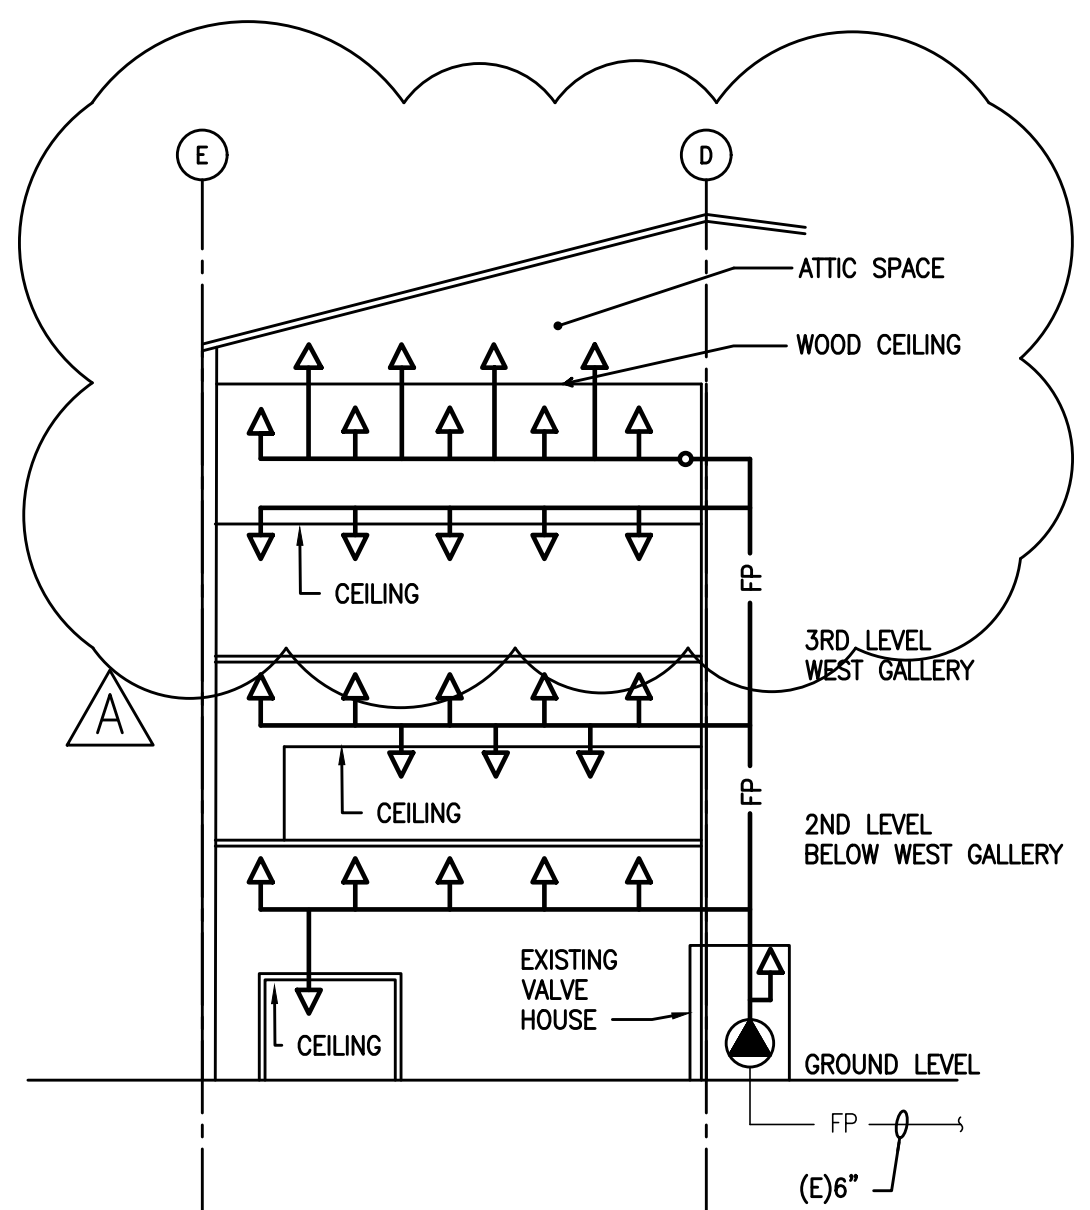 E
D
ATTIC SPACE
WOOD CEILING
CEILING
FP
3RD LEVEL
WEST GALLERY
A
FP
CEILING
2ND LEVEL
BELOW WEST GALLERY
EXISTING
VALVE
HOUSE
CEILING
GROUND LEVEL
FP
(E)6”